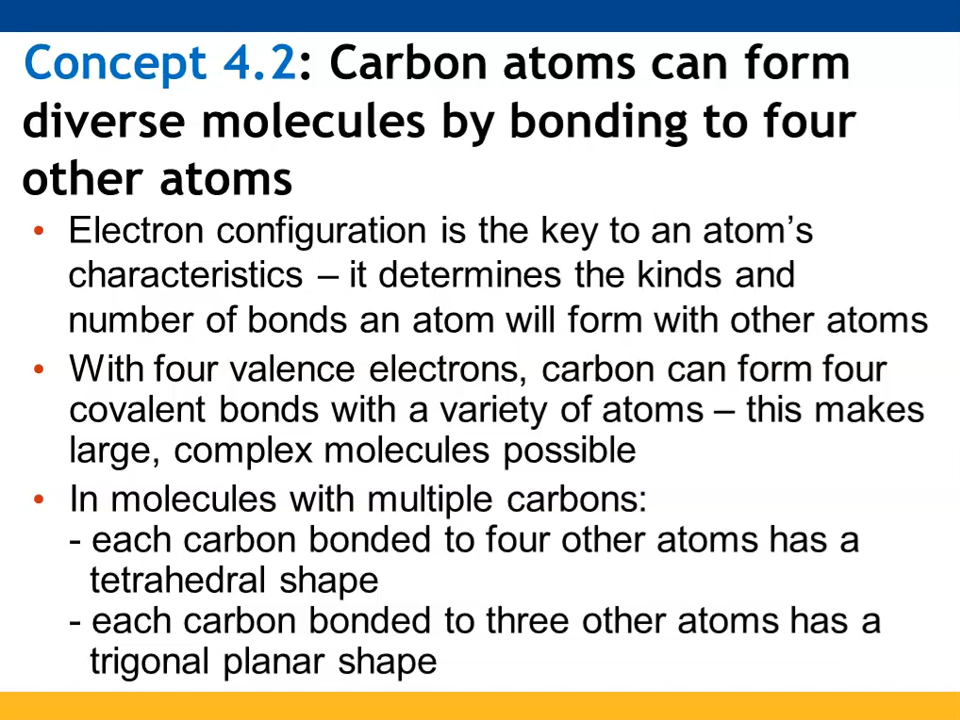 Concept 4.2: Carbon atoms can form
diverse molecules by bonding to four
other atoms
• Electron configuration is the key to an atom’s
characteristics – it determines the kinds and
number of bonds an atom will form with other atoms
• With four valence electrons, carbon can form four
covalent bonds with a variety of atoms – this makes
large, complex molecules possible
• In molecules with multiple carbons:
- each carbon bonded to four other atoms has a
tetrahedral shape
- each carbon bonded to three other atoms has a
trigonal planar shape